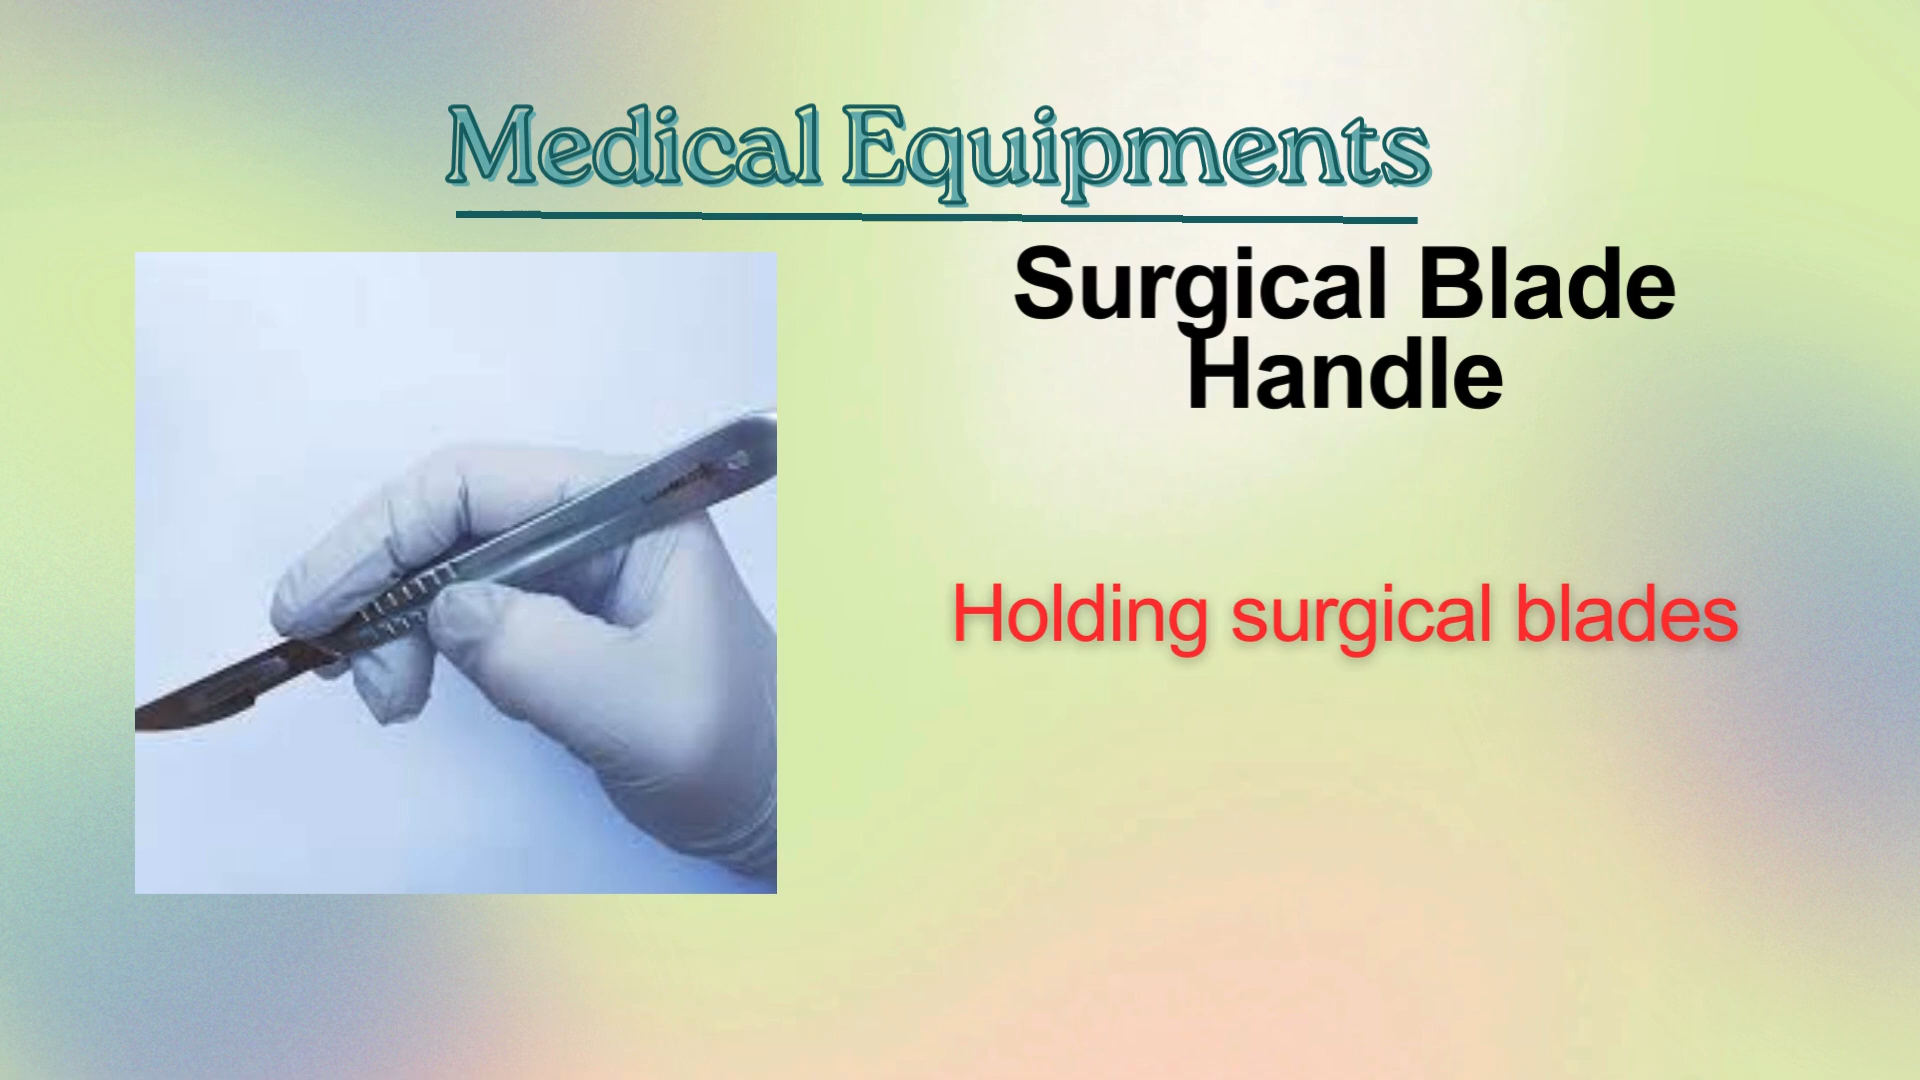 Medical Equipments
Surgical Blade
Handle
Holding surgical blades